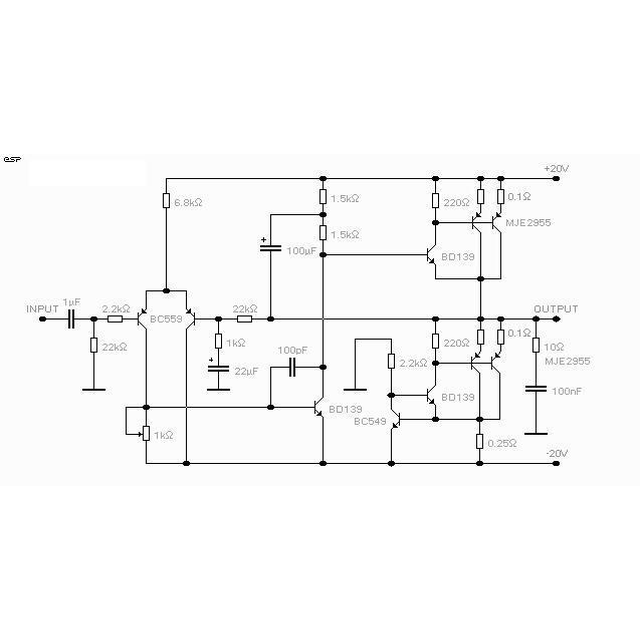 ESP
+20V
6.8kΩ
1.5kΩ
220Ω
0.1Ω
MJE2955
1.5kΩ
+
100µF
BD139
INPUT
1µF
2.2kΩ
BC559
22kΩ
OUTPUT
22kΩ
1kΩ
100pF
220Ω
0.1Ω
10Ω
MJE2955
2.2kΩ
+
22µF
100nF
BD139
BD139
BC549
1kΩ
0.25Ω
-20V